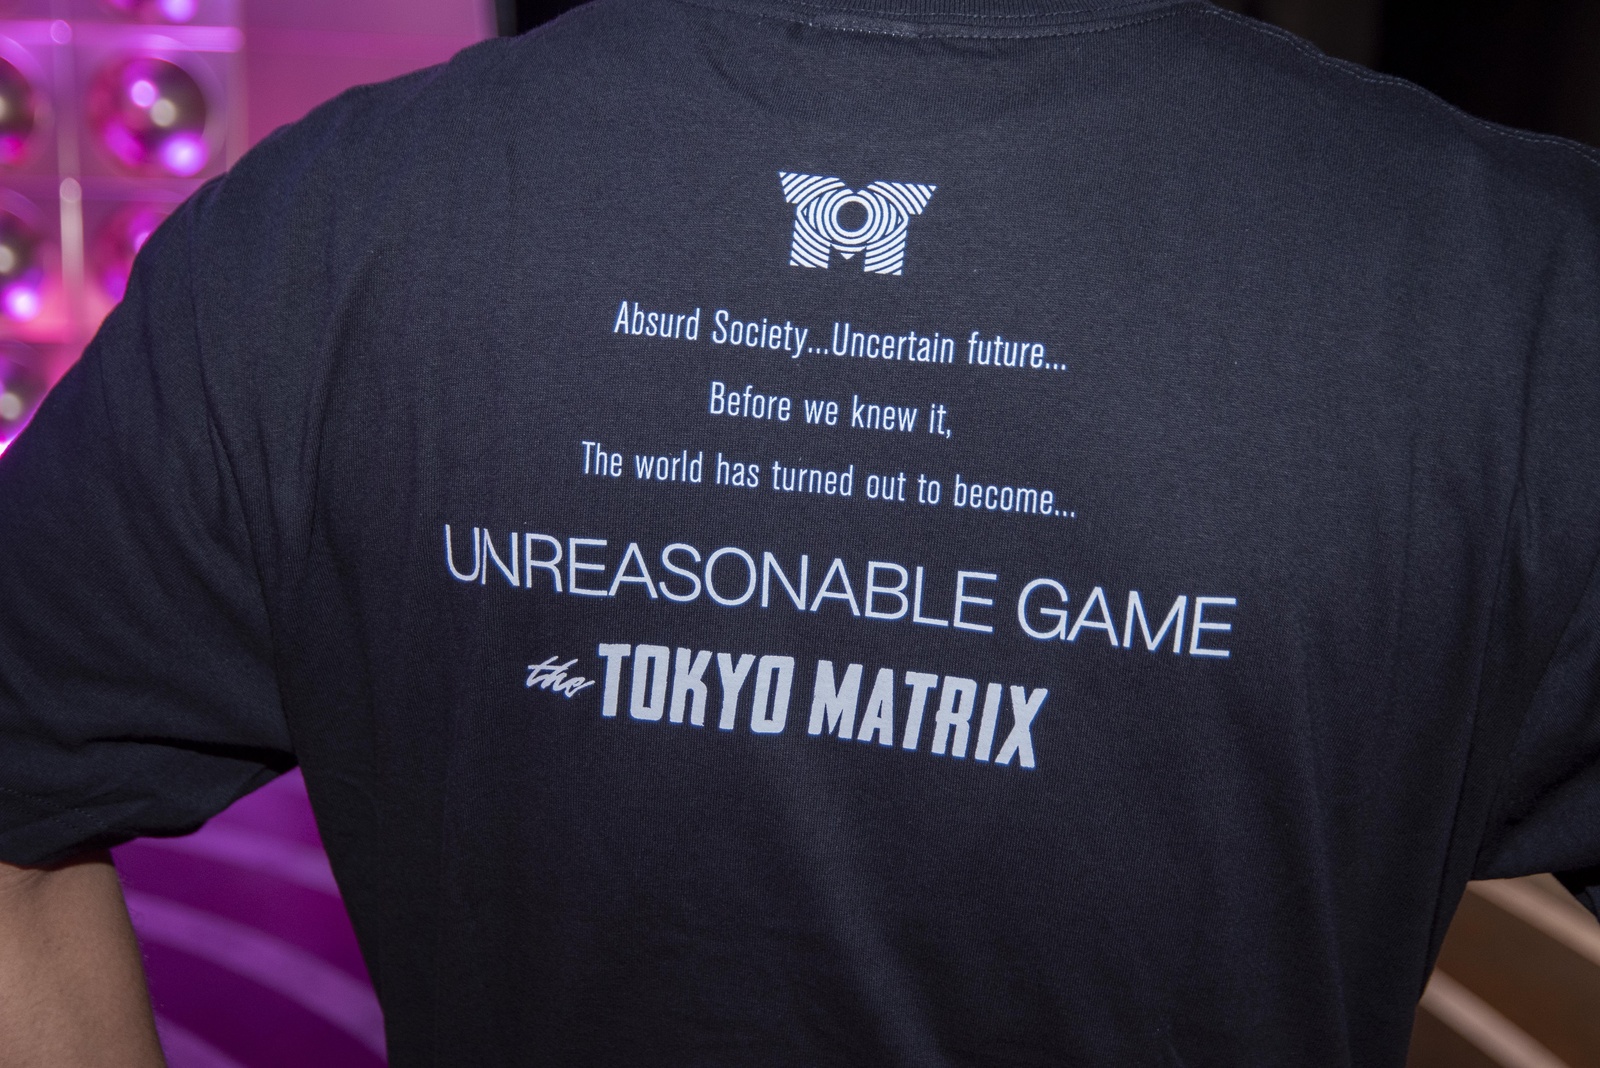 Absurd Society...Uncertain future...
Before we knew it,
The world has turned out to become...
UNREASONABLE GAME
the TOKYO MATRIX